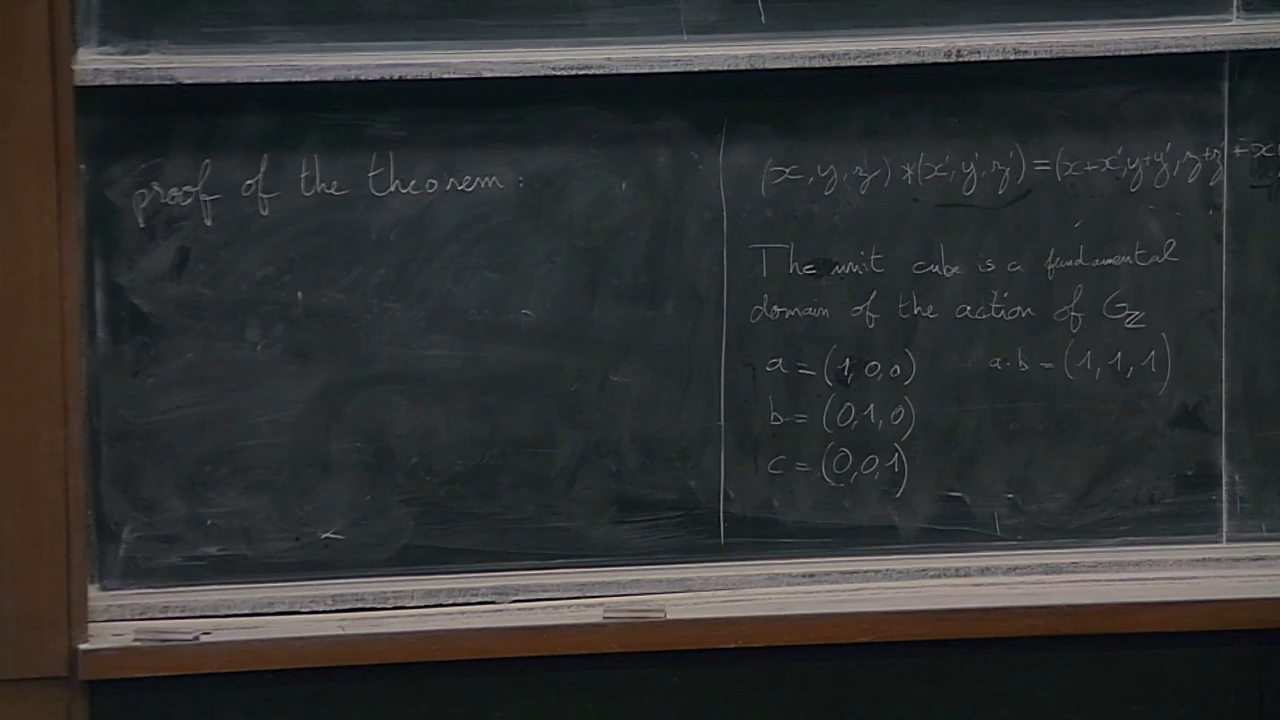 proof of the theorem:
(x, y, z) * (x', y', z') = (x+x', y+y', z+z' + x
The unit cube is a fundamental
domain of the action of G_ℤ
a = (1, 0, 0) a·b = (1, 1, 1)
b = (0, 1, 0)
c = (0, 0, 1)